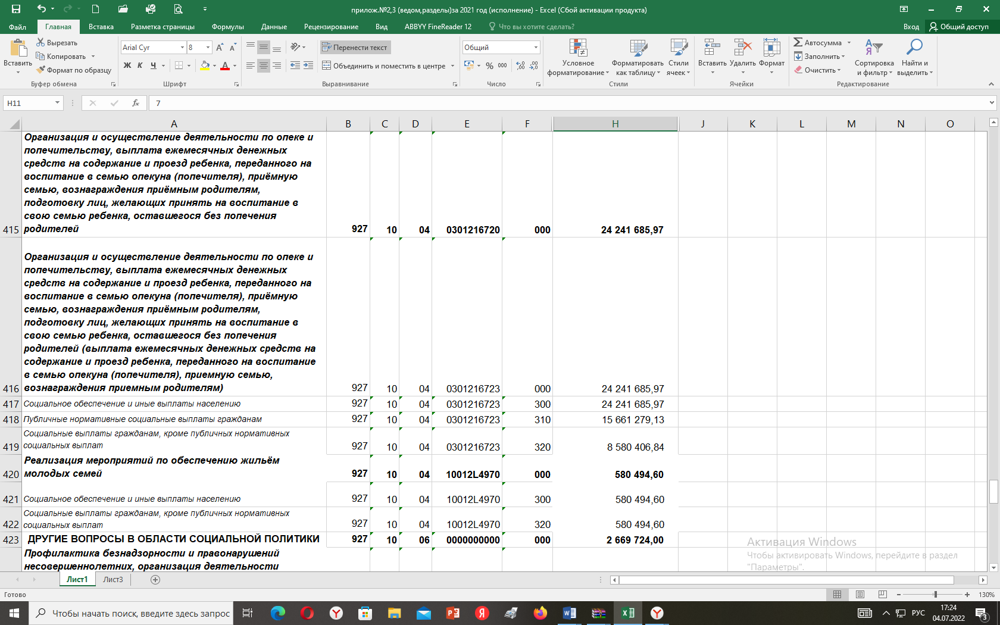 прилож.№2,3 (ведом,разделы)за 2021 год (исполнение) - Excel (Сбой активации продукта)
Файл Главная Вставка Разметка страницы Формулы Данные Рецензирование Вид ABBYY FineReader 12 Что вы хотите сделать? Вход Общий доступ
Вставить
Вырезать
Копировать
Формат по образцу
Буфер обмена
Arial Cyr 8
Ж К Ч
Шрифт
Перенести текст
Объединить и поместить в центре
Выравнивание
Общий
% 000
Число
Условное форматирование
Форматировать как таблицу
Стили ячеек
Стили
Вставить Удалить Формат
Ячейки
Автосумма
Заполнить
Очистить
Сортировка и фильтр
Найти и выделить
Редактирование
H11 fx 7
A B C D E F H J K L M N O
Организация и осуществление деятельности по опеке и
попечительству, выплата ежемесячных денежных
средств на содержание и проезд ребенка, переданного на
воспитание в семью опекуна (попечителя), приёмную
семью, вознаграждения приёмным родителям,
подготовку лиц, желающих принять на воспитание в
свою семью ребенка, оставшегося без попечения
415 родителей 927 10 04 0301216720 000 24 241 685,97
Организация и осуществление деятельности по опеке и
попечительству, выплата ежемесячных денежных
средств на содержание и проезд ребенка, переданного на
воспитание в семью опекуна (попечителя), приёмную
семью, вознаграждения приёмным родителям,
подготовку лиц, желающих принять на воспитание в
свою семью ребенка, оставшегося без попечения
родителей (выплата ежемесячных денежных средств на
содержание и проезд ребенка, переданного на воспитание
в семью опекуна (попечителя), приемную семью,
416 вознаграждения приемным родителям) 927 10 04 0301216723 000 24 241 685,97
417 Социальное обеспечение и иные выплаты населению 927 10 04 0301216723 300 24 241 685,97
418 Публичные нормативные социальные выплаты гражданам 927 10 04 0301216723 310 15 661 279,13
Социальные выплаты гражданам, кроме публичных нормативных
419 социальных выплат 927 10 04 0301216723 320 8 580 406,84
Реализация мероприятий по обеспечению жильём
420 молодых семей 927 10 04 10012L4970 000 580 494,60
421 Социальное обеспечение и иные выплаты населению 927 10 04 10012L4970 300 580 494,60
Социальные выплаты гражданам, кроме публичных нормативных
422 социальных выплат 927 10 04 10012L4970 320 580 494,60
423 ДРУГИЕ ВОПРОСЫ В ОБЛАСТИ СОЦИАЛЬНОЙ ПОЛИТИКИ 927 10 06 0000000000 000 2 669 724,00
Профилактика безнадзорности и правонарушений
несовершеннолетних, организация деятельности
Активация Windows
Чтобы активировать Windows, перейдите в раздел
"Параметры".
Лист1 Лист3
Готово 130%
Чтобы начать поиск, введите здесь запрос
РУС 17:24
04.07.2022
3